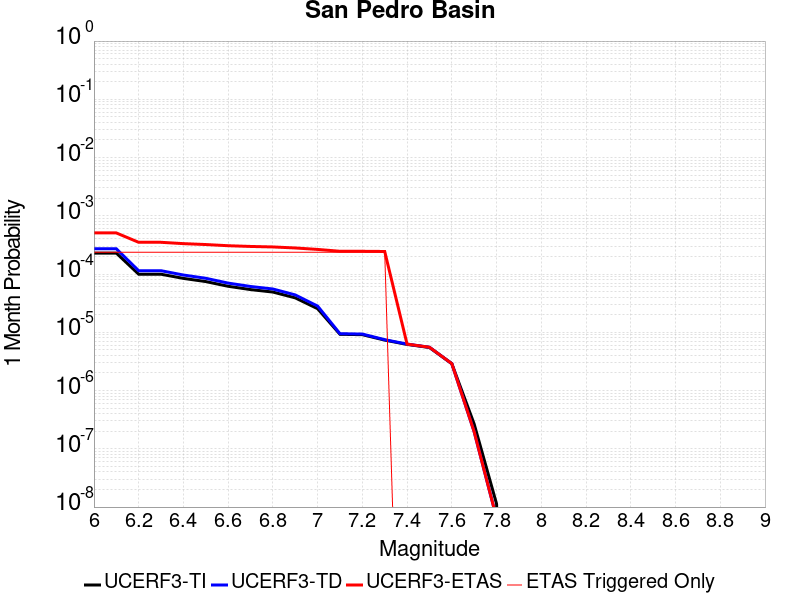 San Pedro Basin
10^0
10^-1
10^-2
10^-3
10^-4
10^-5
10^-6
10^-7
10^-8
1 Month Probability
6 6.2 6.4 6.6 6.8 7 7.2 7.4 7.6 7.8 8 8.2 8.4 8.6 8.8 9
Magnitude
UCERF3-TI UCERF3-TD UCERF3-ETAS ETAS Triggered Only